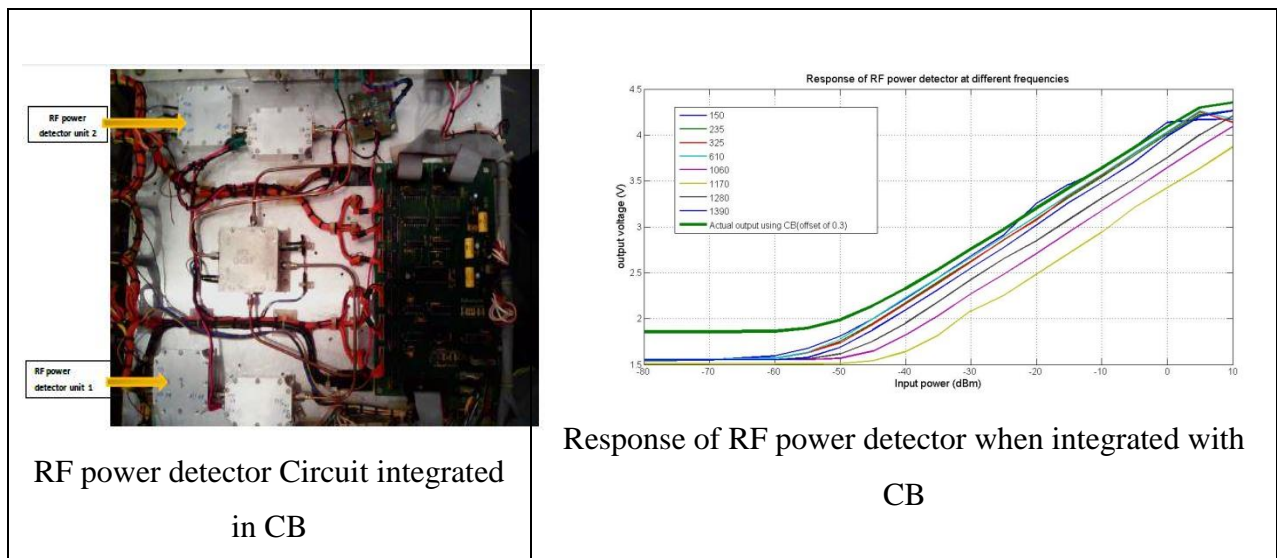 RF power
detector unit 2
RF power
detector unit 1
RF power detector Circuit integrated
in CB
Response of RF power detector at different frequencies
output voltage (V)
4.5
4
3.5
3
2.5
2
1.5
150
235
325
610
1060
1170
1280
1390
Actual output using CB(offset of 0.3)
-80 -70 -60 -50 -40 -30 -20 -10 0 10
Input power (dBm)
Response of RF power detector when integrated with
CB